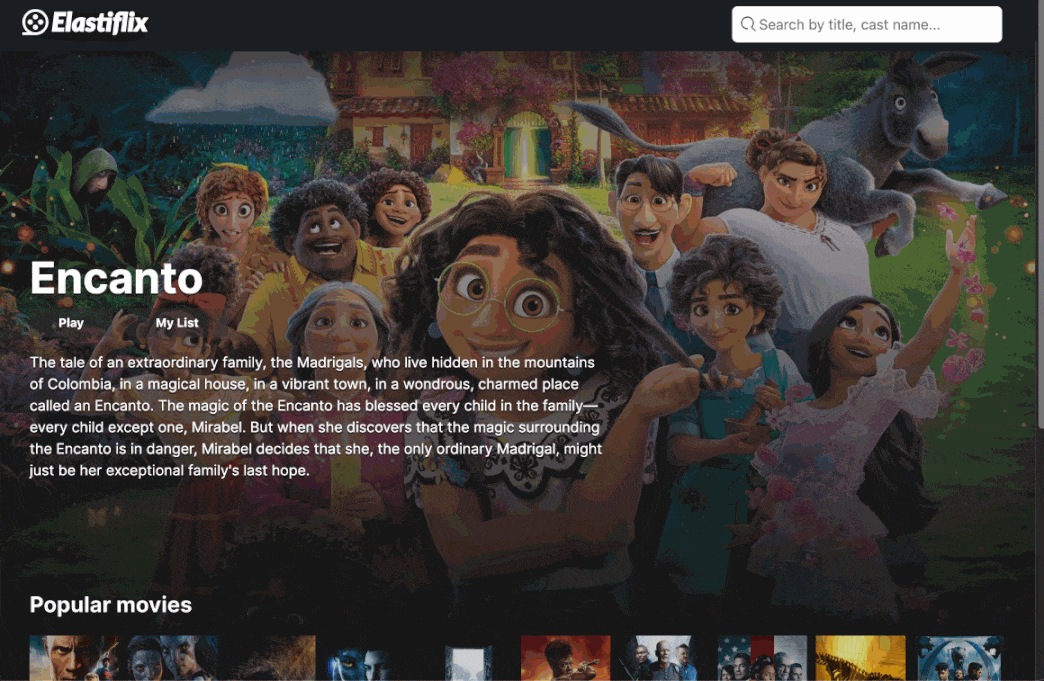 Elastiflix
Search by title, cast name...
Encanto
Play
My List
The tale of an extraordinary family, the Madrigals, who live hidden in the mountains
of Colombia, in a magical house, in a vibrant town, in a wondrous, charmed place
called an Encanto. The magic of the Encanto has blessed every child in the family—
every child except one, Mirabel. But when she discovers that the magic surrounding
the Encanto is in danger, Mirabel decides that she, the only ordinary Madrigal, might
just be her exceptional family's last hope.
Popular movies